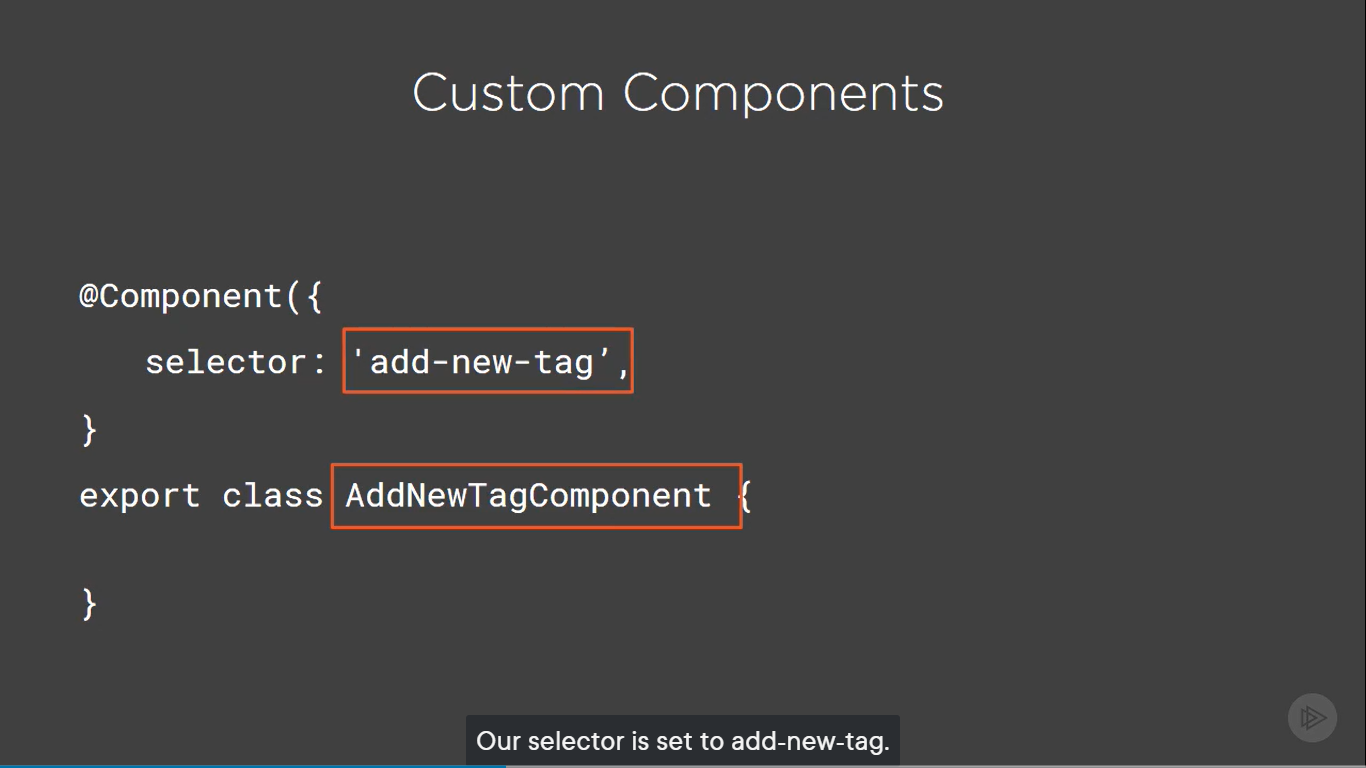 Custom Components
@Component({
selector: 'add-new-tag’,
}
export class AddNewTagComponent {
}
Our selector is set to add-new-tag.